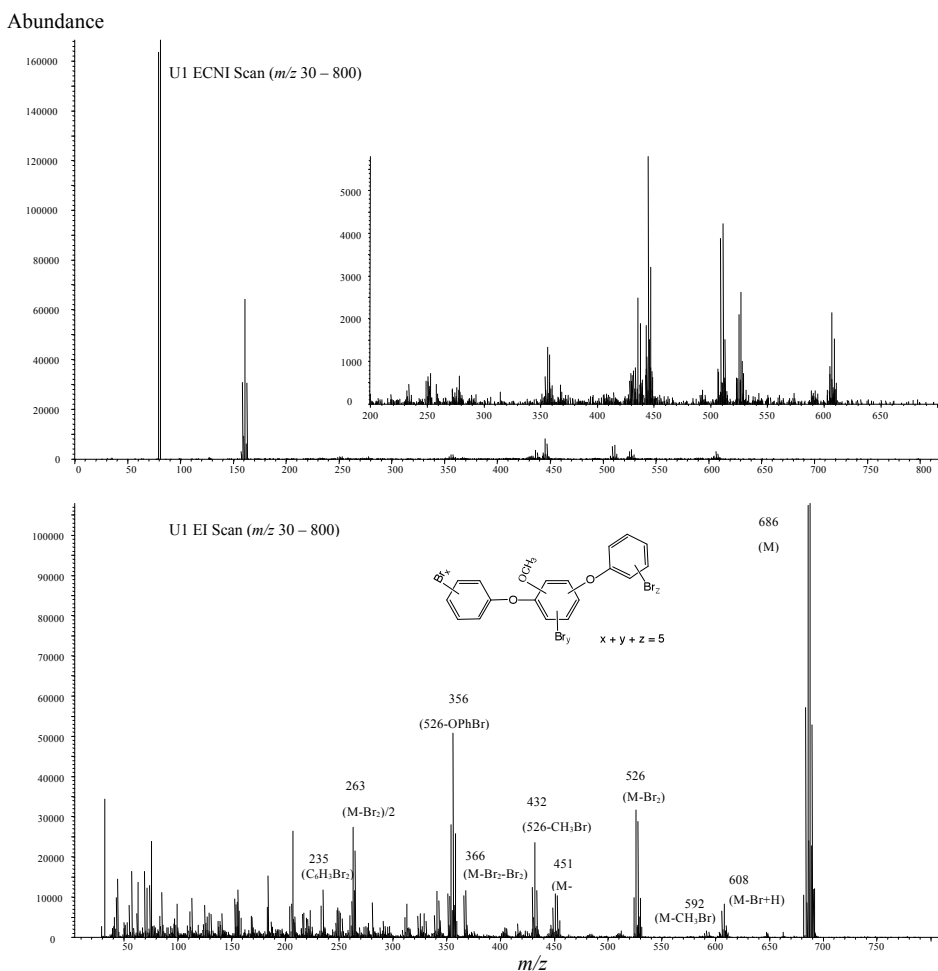 Abundance
U1 ECNI Scan (m/z 30 – 800)
160000
140000
120000
100000
80000
60000
40000
20000
0
0 50 100 150 200 250 300 350 400 450 500 550 600 650 700 750 800
5000
4000
3000
2000
1000
0
200 250 300 350 400 450 500 550 600 650
U1 EI Scan (m/z 30 – 800)
100000
90000
80000
70000
60000
50000
40000
30000
20000
10000
0
686
(M)
OCH3
Brx
O
O
Brz
Bry
x + y + z = 5
356
(526-OPhBr)
263
(M-Br2)/2
235
(C6H3Br2)
366
(M-Br2-Br2)
432
(526-CH3Br)
451
(M-
526
(M-Br2)
592
(M-CH3Br)
608
(M-Br+H)
50 100 150 200 250 300 350 400 450 500 550 600 650 700 750 800
m/z